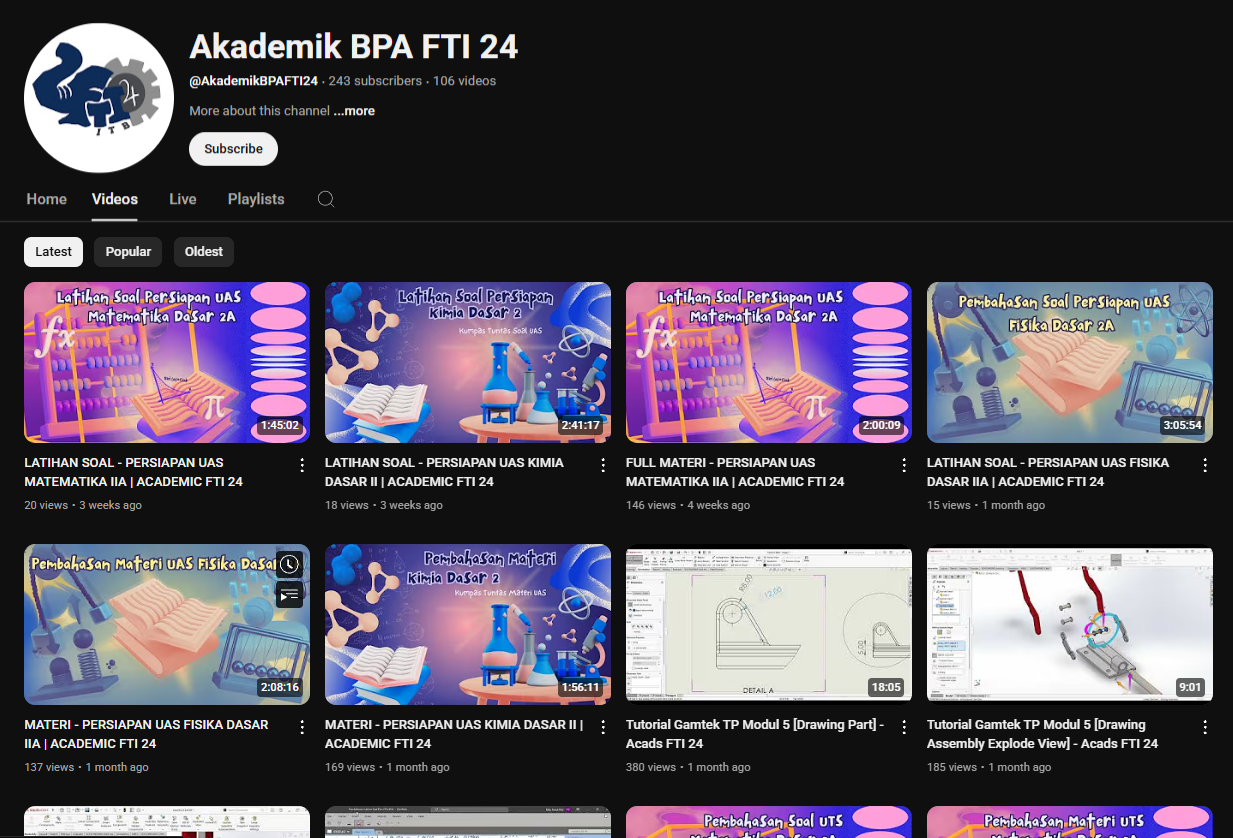 Akademik BPA FTI 24
@AkademikBPAFTI24 · 243 subscribers · 106 videos
More about this channel ...more
Subscribe
24
ITB
Home Videos Live Playlists
Latest Popular Oldest
Latihan Soal Persiapan UAS
Matematika Dasar 2A
fx
π
1:45:02
Latihan Soal Persiapan
Kimia Dasar 2
Kumpas Tuntas Soal UAS
2:41:17
Latihan Soal Persiapan UAS
Matematika Dasar 2A
fx
π
2:00:09
Pembahasan Soal Persiapan UAS
Fisika Dasar 2A
3:05:54
LATIHAN SOAL - PERSIAPAN UAS
MATEMATIKA IIA | ACADEMIC FTI 24
20 views • 3 weeks ago
LATIHAN SOAL - PERSIAPAN UAS KIMIA
DASAR II | ACADEMIC FTI 24
18 views • 3 weeks ago
FULL MATERI - PERSIAPAN UAS
MATEMATIKA IIA | ACADEMIC FTI 24
146 views • 4 weeks ago
LATIHAN SOAL - PERSIAPAN UAS FISIKA
DASAR IIA | ACADEMIC FTI 24
15 views • 1 month ago
Pembahasan Materi UAS Fisika Dasar
2:08:16
Pembahasan Materi
Kimia Dasar 2
Kumpas Tuntas Materi UAS
1:56:11
R8.00
12.00
5.02
DETAIL A
18:05
9:01
MATERI - PERSIAPAN UAS FISIKA DASAR
IIA | ACADEMIC FTI 24
137 views • 1 month ago
MATERI - PERSIAPAN UAS KIMIA DASAR II |
ACADEMIC FTI 24
169 views • 1 month ago
Tutorial Gamtek TP Modul 5 [Drawing Part] -
Acads FTI 24
380 views • 1 month ago
Tutorial Gamtek TP Modul 5 [Drawing
Assembly Explode View] - Acads FTI 24
185 views • 1 month ago
Pembahasan Soal UTS
Pembahasan Materi UTS